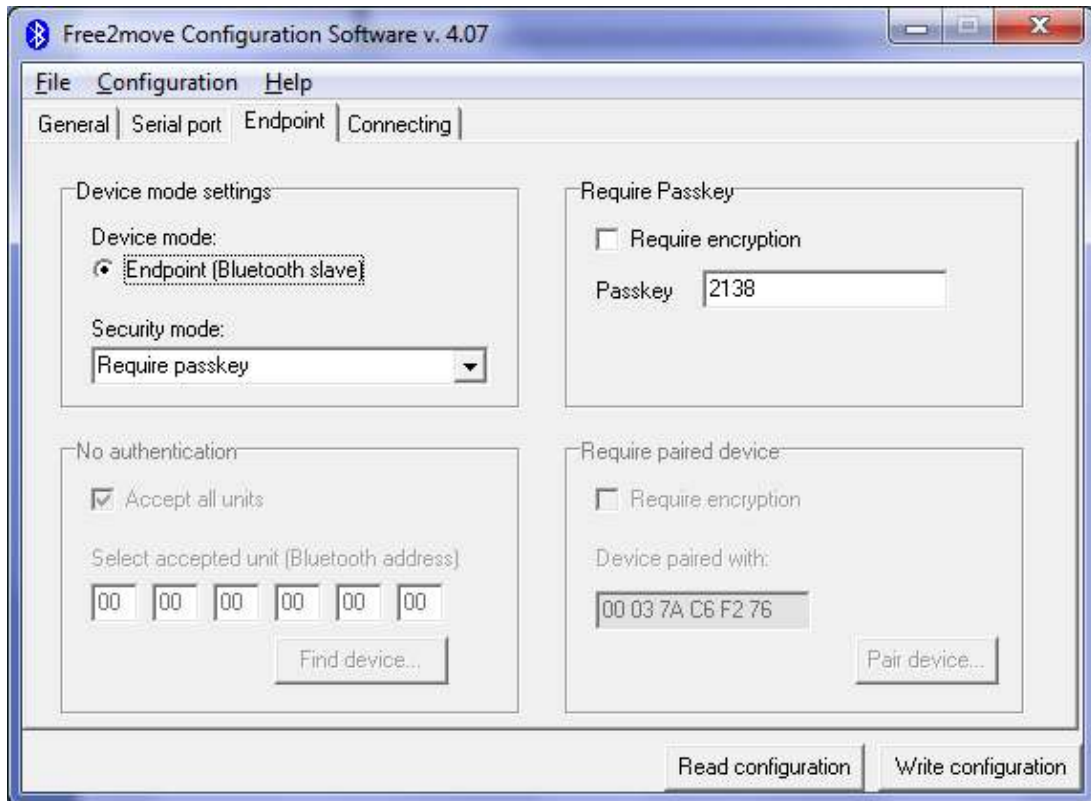 Free2move Configuration Software v. 4.07
File Configuration Help
General Serial port Endpoint Connecting
Device mode settings
Device mode:
Endpoint (Bluetooth slave)
Security mode:
Require passkey
Require Passkey
Require encryption
Passkey 2138
No authentication
Accept all units
Select accepted unit (Bluetooth address)
00 00 00 00 00 00
Find device...
Require paired device
Require encryption
Device paired with:
00 03 7A C6 F2 76
Pair device...
Read configuration Write configuration